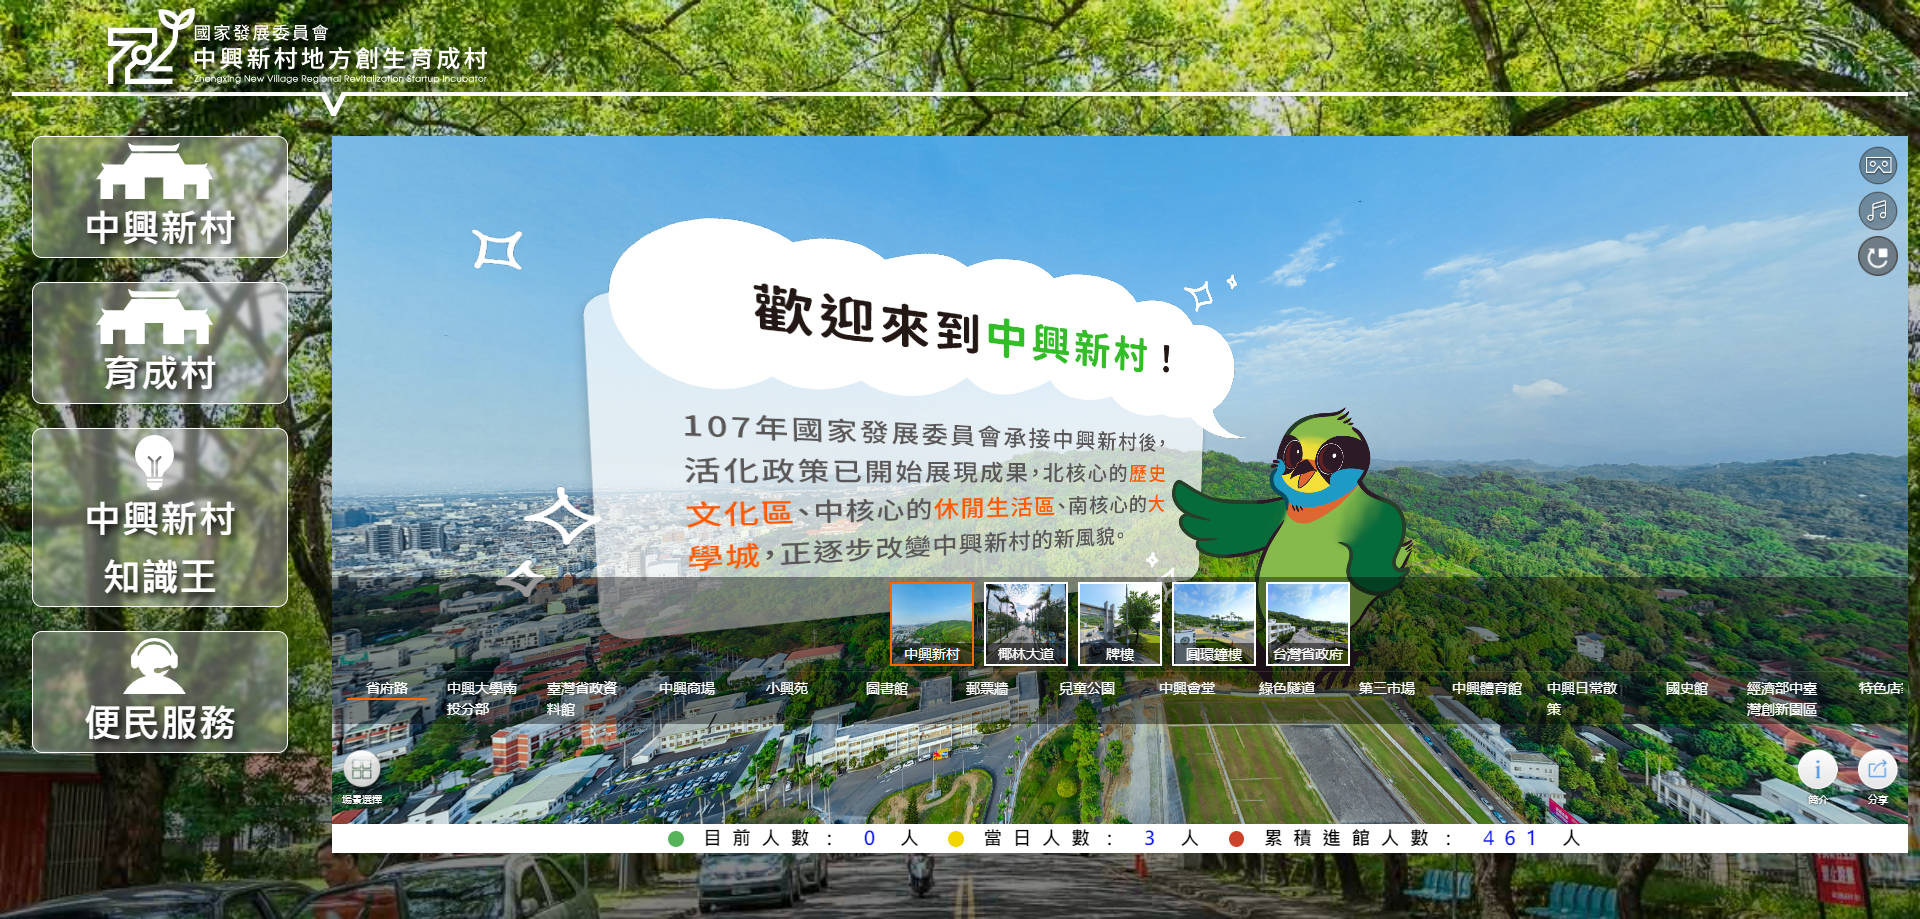 國家發展委員會
中興新村地方創生育成村
Zhongxing New Village Regional Revitalization Startup Incubator
中興新村
育成村
中興新村
知識王
便民服務
歡迎來到中興新村！
107年國家發展委員會承接中興新村後，
活化政策已開始展現成果，北核心的歷史
文化區、中核心的休閒生活區、南核心的大
學城，正逐步改變中興新村的新風貌。
中興新村 椰林大道 牌樓 圓環鐘樓 台灣省政府
省府路 中興大學南投分部 臺灣省政資料館 中興商場 小興苑 圖書館 郵票牆 兒童公園 中興會堂 綠色隧道 第三市場 中興體育館 中興日常散策 國史館 經濟部中臺灣創新園區 特色店
場景選擇
簡介 分享
目前人數： 0 人 當日人數： 3 人 累積進館人數： 461 人